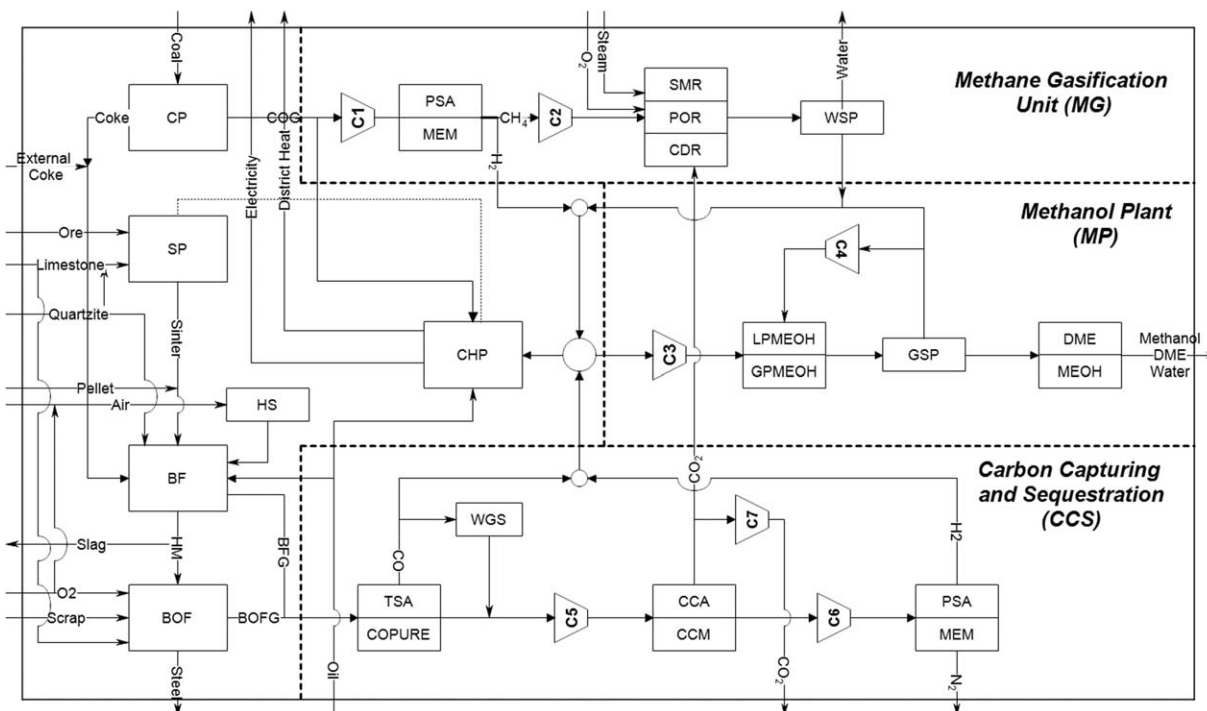 Coal
Electricity
District Heat
O₂
Steam
Water
Methane Gasification
Unit (MG)
Coke
CP
COG
C1
PSA
MEM
CH₄
H₂
C2
SMR
POR
CDR
WSP
External
Coke
Ore
Limestone
Quartzite
SP
Sinter
Pellet
Air
HS
CHP
Methanol Plant
(MP)
C4
C3
LPMEOH
GPMEOH
GSP
DME
MEOH
Methanol
DME
Water
BF
HM
BFG
Slag
O2
Scrap
BOF
BOFG
Steel
Oil
Carbon Capturing
and Sequestration
(CCS)
CO₂
WGS
CO
TSA
COPURE
C5
CCA
CCM
C7
CO₂
C6
H2
PSA
MEM
N₂